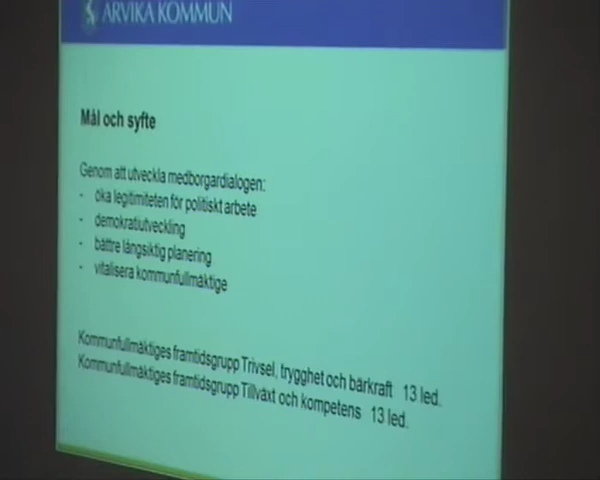 ARVIKA KOMMUN
Mål och syfte
Genom att utveckla medborgardialogen:
- öka legitimiteten för politiskt arbete
- demokratiutveckling
- bättre långsiktig planering
- vitalisera kommunfullmäktige
Kommunfullmäktiges framtidsgrupp Trivsel, trygghet och bärkraft 13 led.
Kommunfullmäktiges framtidsgrupp Tillväxt och kompetens 13 led.